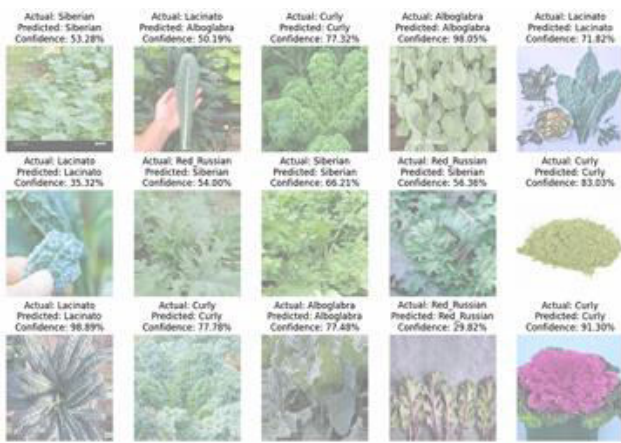 Actual: Siberian
Predicted: Siberian
Confidence: 53.28%
Actual: Lacinato
Predicted: Alboglabra
Confidence: 50.19%
Actual: Curly
Predicted: Curly
Confidence: 77.32%
Actual: Alboglabra
Predicted: Alboglabra
Confidence: 98.05%
Actual: Lacinato
Predicted: Lacinato
Confidence: 71.82%
Actual: Lacinato
Predicted: Lacinato
Confidence: 35.32%
Actual: Red_Russian
Predicted: Siberian
Confidence: 54.00%
Actual: Siberian
Predicted: Siberian
Confidence: 66.21%
Actual: Red_Russian
Predicted: Siberian
Confidence: 56.36%
Actual: Curly
Predicted: Curly
Confidence: 83.03%
Actual: Lacinato
Predicted: Lacinato
Confidence: 98.89%
Actual: Curly
Predicted: Curly
Confidence: 77.78%
Actual: Alboglabra
Predicted: Alboglabra
Confidence: 77.48%
Actual: Red_Russian
Predicted: Red_Russian
Confidence: 29.82%
Actual: Curly
Predicted: Curly
Confidence: 91.30%